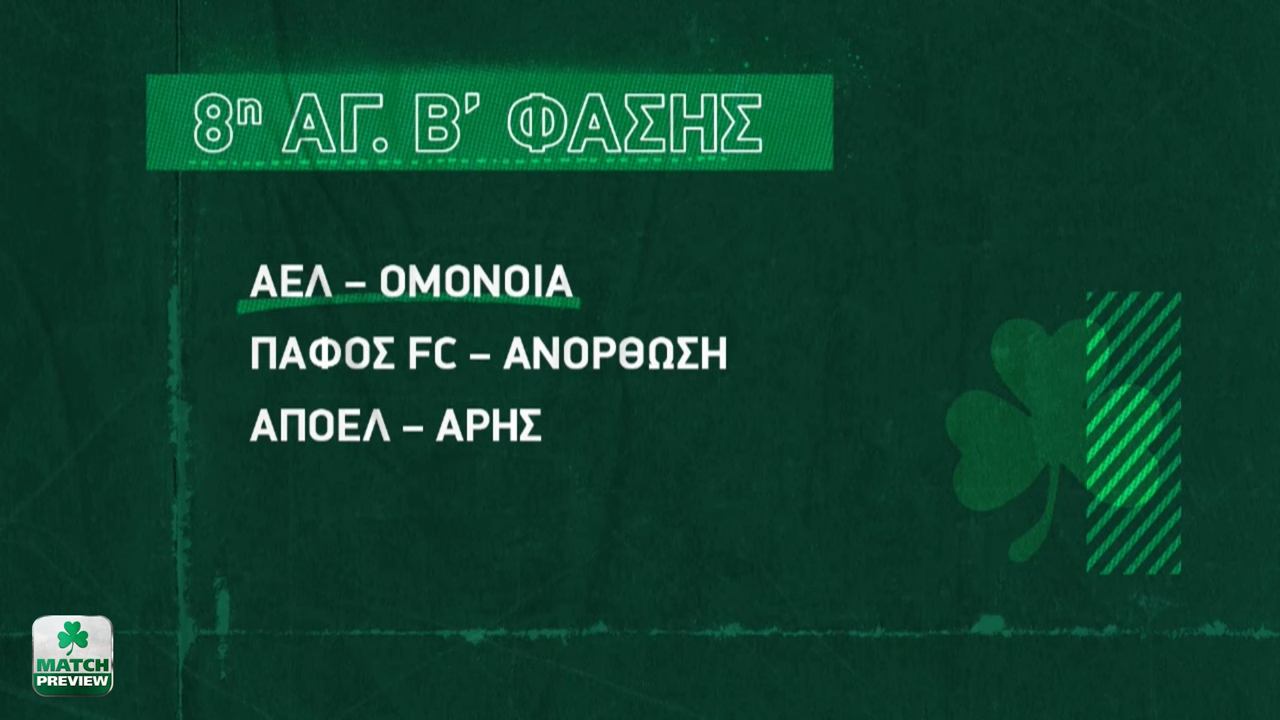 8η ΑΓ. Β’ ΦΑΣΗΣ
ΑΕΛ – ΟΜΟΝΟΙΑ
ΠΑΦΟΣ FC – ΑΝΟΡΘΩΣΗ
ΑΠΟΕΛ – ΑΡΗΣ
MATCH
PREVIEW